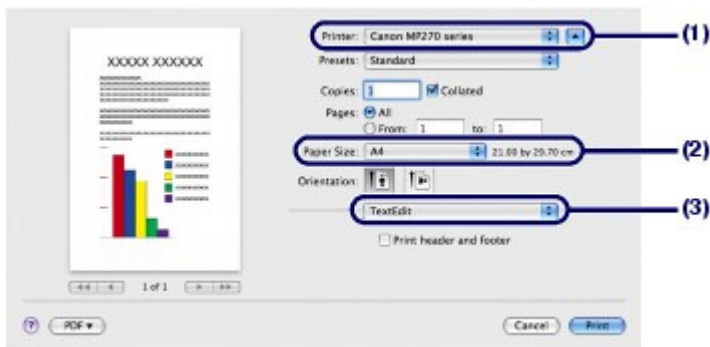 Printer: Canon MP270 series
(1)
Presets: Standard
Copies: 1 Collated
Pages: All
From: 1 to: 1
Paper Size: A4 21.00 by 29.70 cm
(2)
Orientation:
TextEdit
(3)
Print header and footer
XXXXX XXXXXX
1 of 1
? PDF ▾ Cancel Print